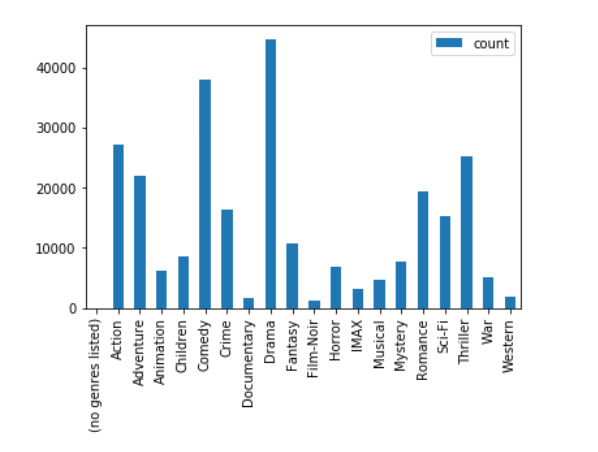 count
40000
30000
20000
10000
0
(no genres listed)
Action
Adventure
Animation
Children
Comedy
Crime
Documentary
Drama
Fantasy
Film-Noir
Horror
IMAX
Musical
Mystery
Romance
Sci-Fi
Thriller
War
Western